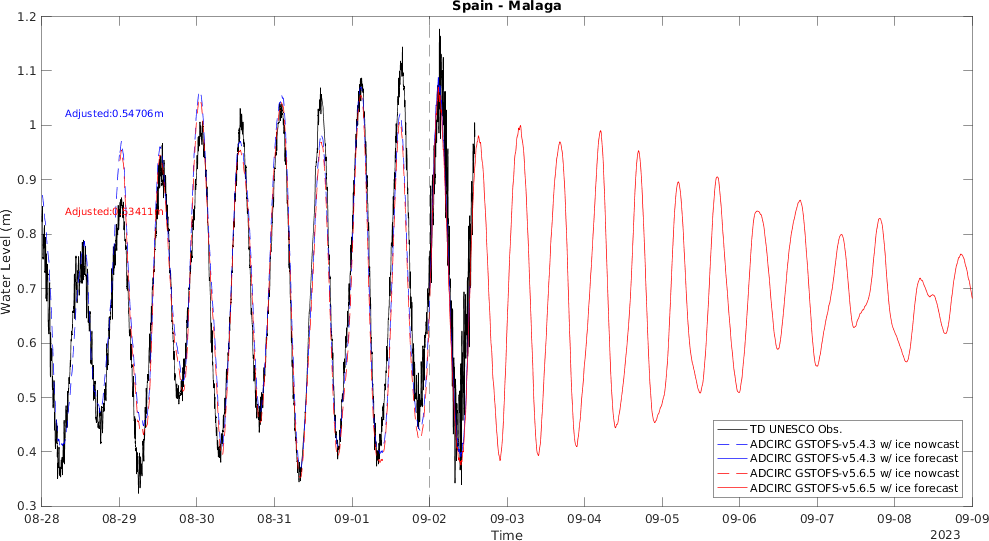 Spain - Malaga
1.2
1.1
1
0.9
0.8
0.7
0.6
0.5
0.4
0.3
Water Level (m)
Adjusted:0.54706m
Adjusted:0.53411m
TD UNESCO Obs.
ADCIRC GSTOFS-v5.4.3 w/ ice nowcast
ADCIRC GSTOFS-v5.4.3 w/ ice forecast
ADCIRC GSTOFS-v5.6.5 w/ ice nowcast
ADCIRC GSTOFS-v5.6.5 w/ ice forecast
08-28 08-29 08-30 08-31 09-01 09-02 09-03 09-04 09-05 09-06 09-07 09-08 09-09
Time
2023